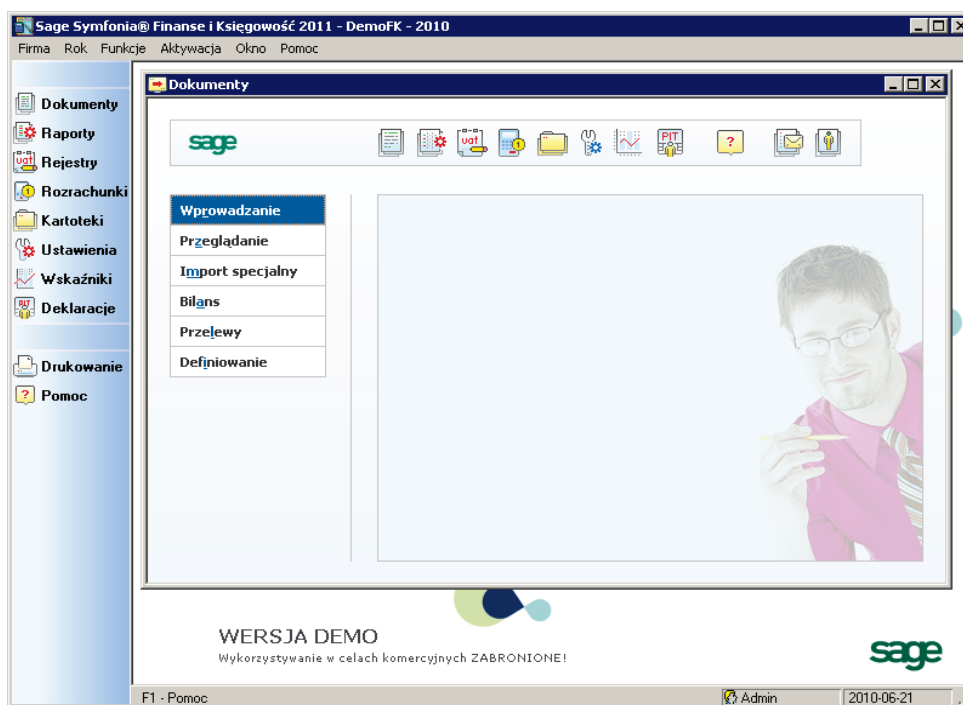 Sage Symfonia® Finanse i Księgowość 2011 - DemoFK - 2010
Firma Rok Funkcje Aktywacja Okno Pomoc
Dokumenty
Raporty
Rejestry
Rozrachunki
Kartoteki
Ustawienia
Wskaźniki
Deklaracje
Drukowanie
Pomoc
Dokumenty
sage
vat
PIT
Wprowadzanie
Przeglądanie
Import specjalny
Bilans
Przelewy
Definiowanie
WERSJA DEMO
Wykorzystywanie w celach komercyjnych ZABRONIONE!
sage
F1 - Pomoc
Admin
2010-06-21